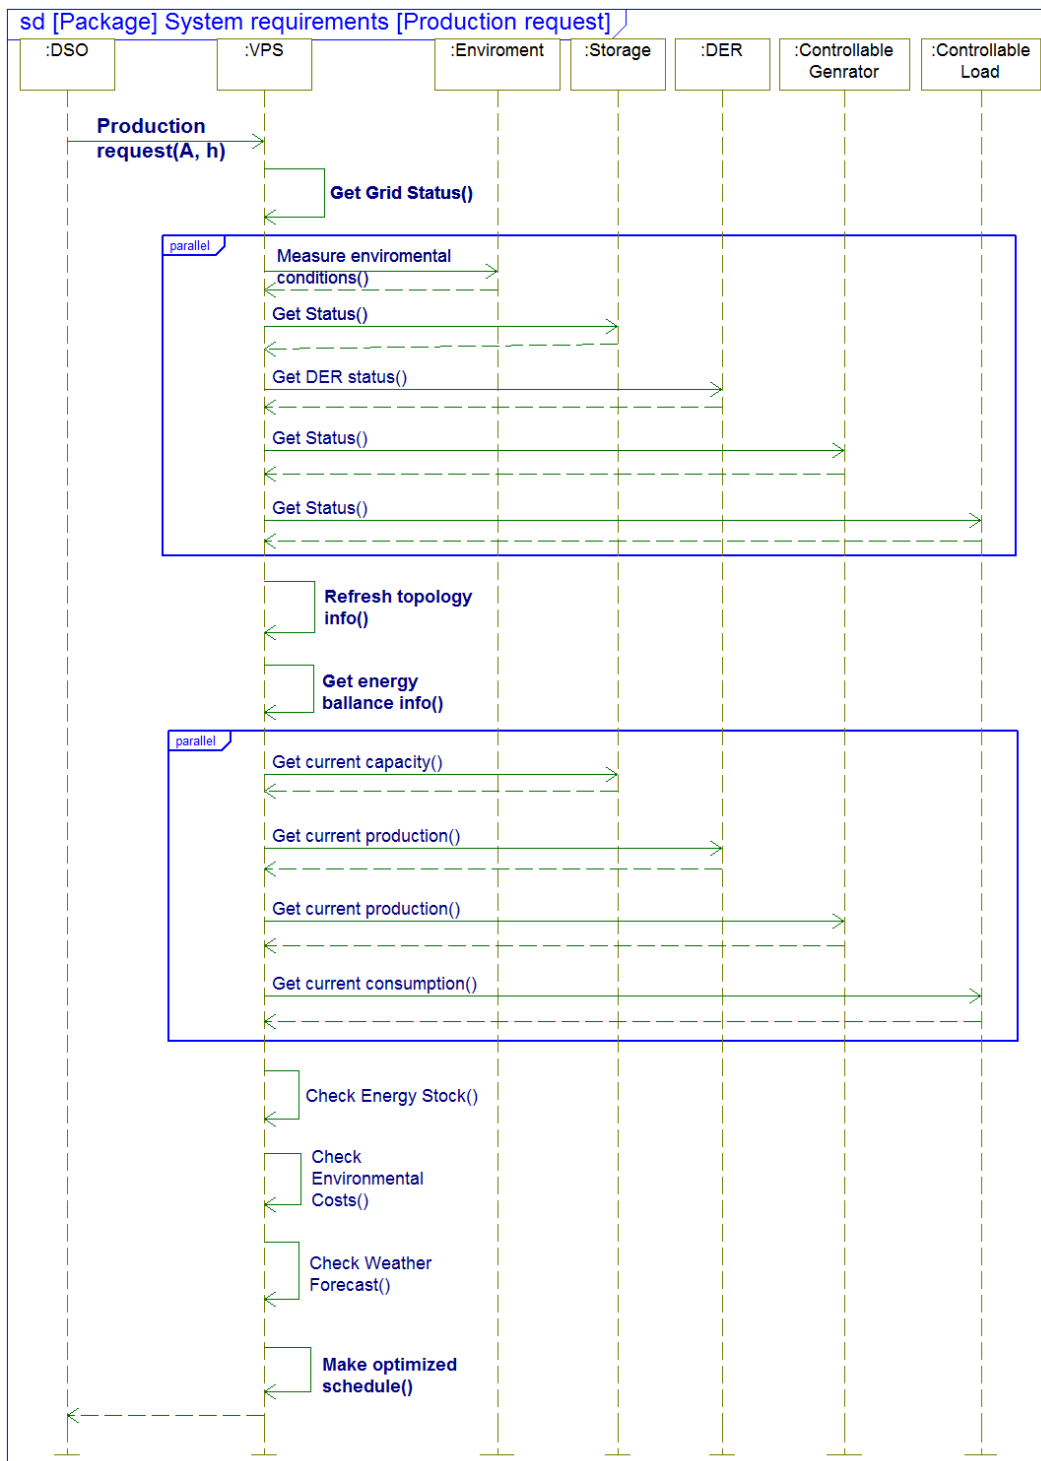 sd [Package] System requirements [Production request]
:DSO
:VPS
:Enviroment
:Storage
:DER
:Controllable
Genrator
:Controllable
Load
Production
request(A, h)
Get Grid Status()
parallel
Measure enviromental
conditions()
Get Status()
Get DER status()
Get Status()
Get Status()
Refresh topology
info()
Get energy
ballance info()
parallel
Get current capacity()
Get current production()
Get current production()
Get current consumption()
Check Energy Stock()
Check
Environmental
Costs()
Check Weather
Forecast()
Make optimized
schedule()